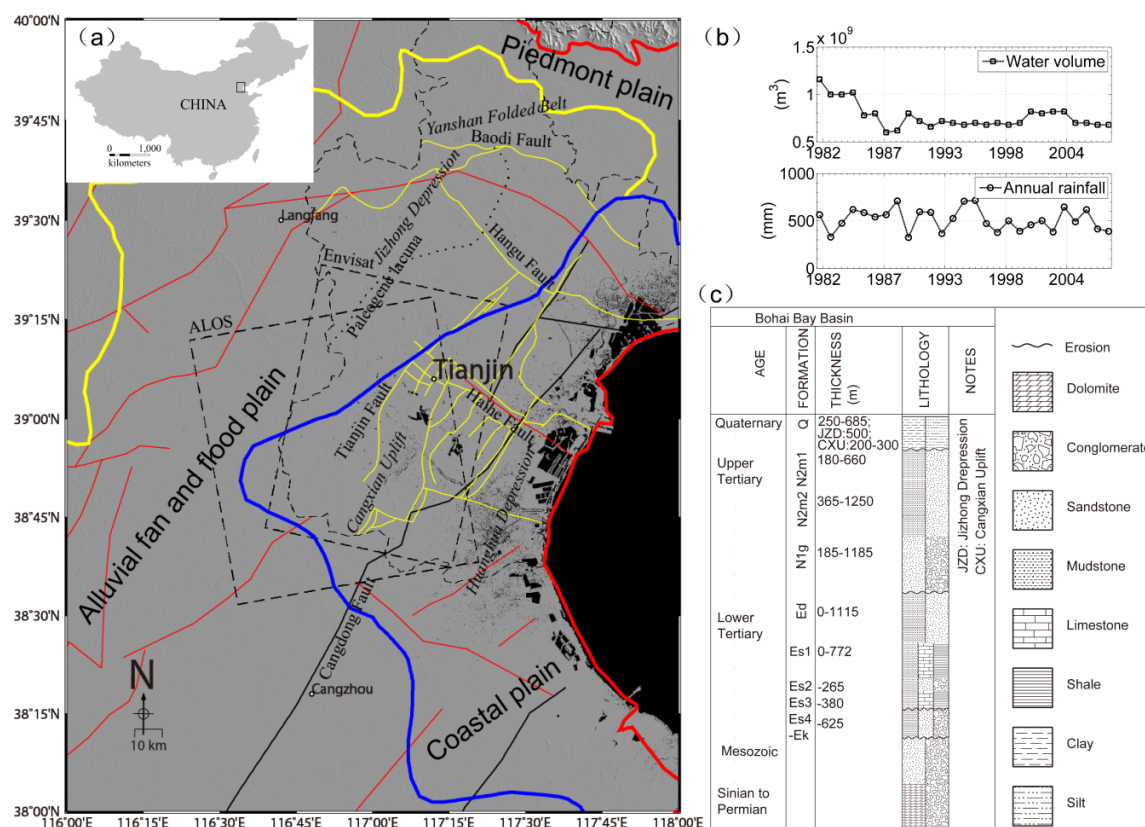 (a)
CHINA
0 1,000
kilometers
40°00′N
39°45′
39°30′
39°15′
39°00′
38°45′
38°30′
38°15′
38°00′
116°00′E
116°15′
116°30′
116°45′
117°00′
117°15′
117°30′
117°45′
118°00′E
Piedmont plain
Yanshan Folded Belt
Baodi Fault
Jizhong Depression
Langfang
Envisat
Paleogene lacuna
Hangu Fault
ALOS
Tianjin
Tianjin Fault
Haihe Fault
Cangxian Uplift
Huanghua Depression
Alluvial fan and flood plain
Cangdong Fault
Cangzhou
Coastal plain
N
10 km
(b)
1.5 x 10^9
1
0.5
(m³)
Water volume
1982 1987 1993 1998 2004
1000
500
0
(mm)
Annual rainfall
1982 1987 1993 1998 2004
(c)
Bohai Bay Basin
AGE
FORMATION
THICKNESS
(m)
LITHOLOGY
NOTES
Quaternary Q 250-685;
JZD:500;
CXU:200-300
Upper
Tertiary
N2m1 180-660
N2m2 365-1250
N1g 185-1185
Lower
Tertiary
Ed 0-1115
Es1 0-772
Es2 -265
Es3 -380
Es4 -625
-Ek
Mesozoic
Sinian to
Permian
JZD: Jizhong Drepression
CXU: Cangxian Uplift
Erosion
Dolomite
Conglomerate
Sandstone
Mudstone
Limestone
Shale
Clay
Silt